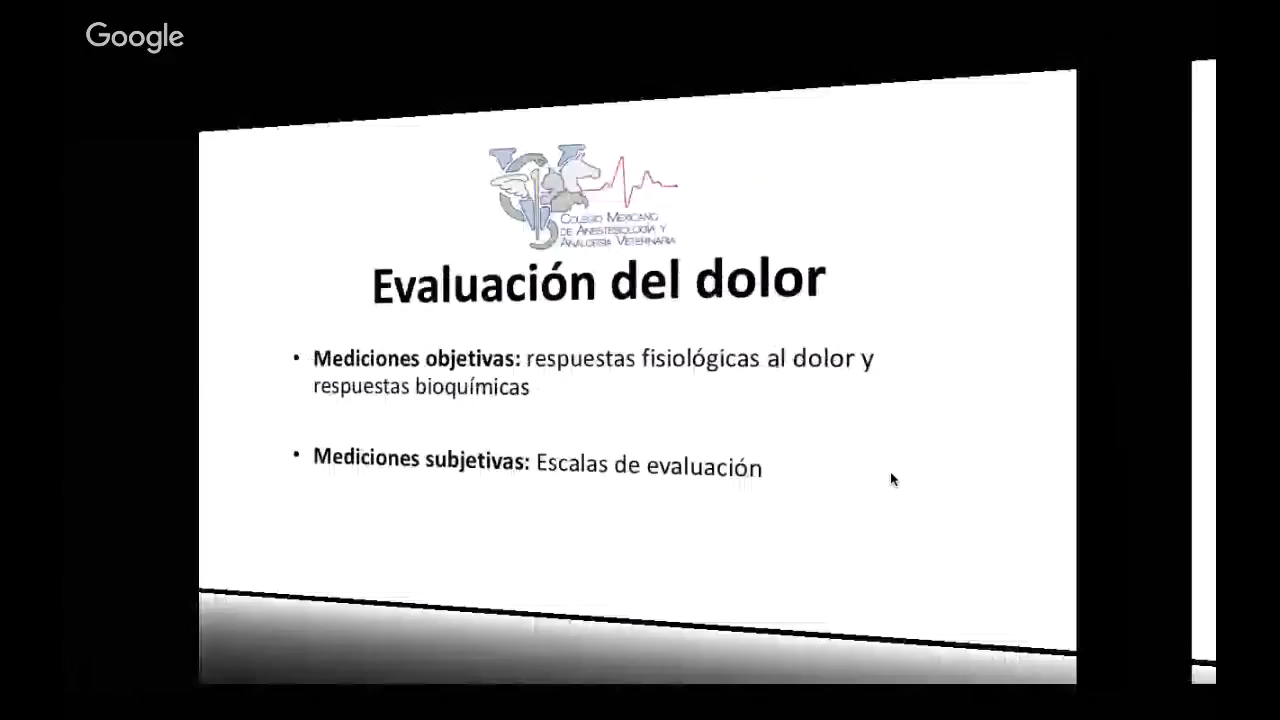 Google
COLEGIO MEXICANO
DE ANESTESIOLOGÍA Y
ANALGESIA VETERINARIA
Evaluación del dolor
• Mediciones objetivas: respuestas fisiológicas al dolor y
respuestas bioquímicas
• Mediciones subjetivas: Escalas de evaluación